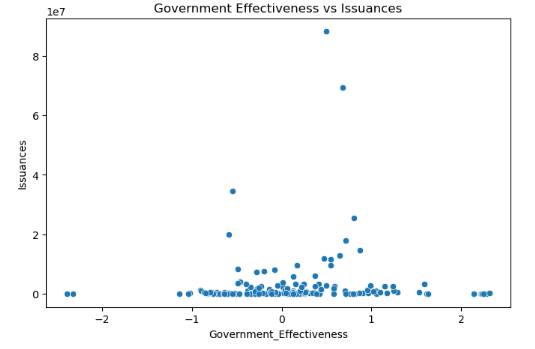 Government Effectiveness vs Issuances
1e7
8
6
4
2
0
Issuances
−2
−1
0
1
2
Government_Effectiveness